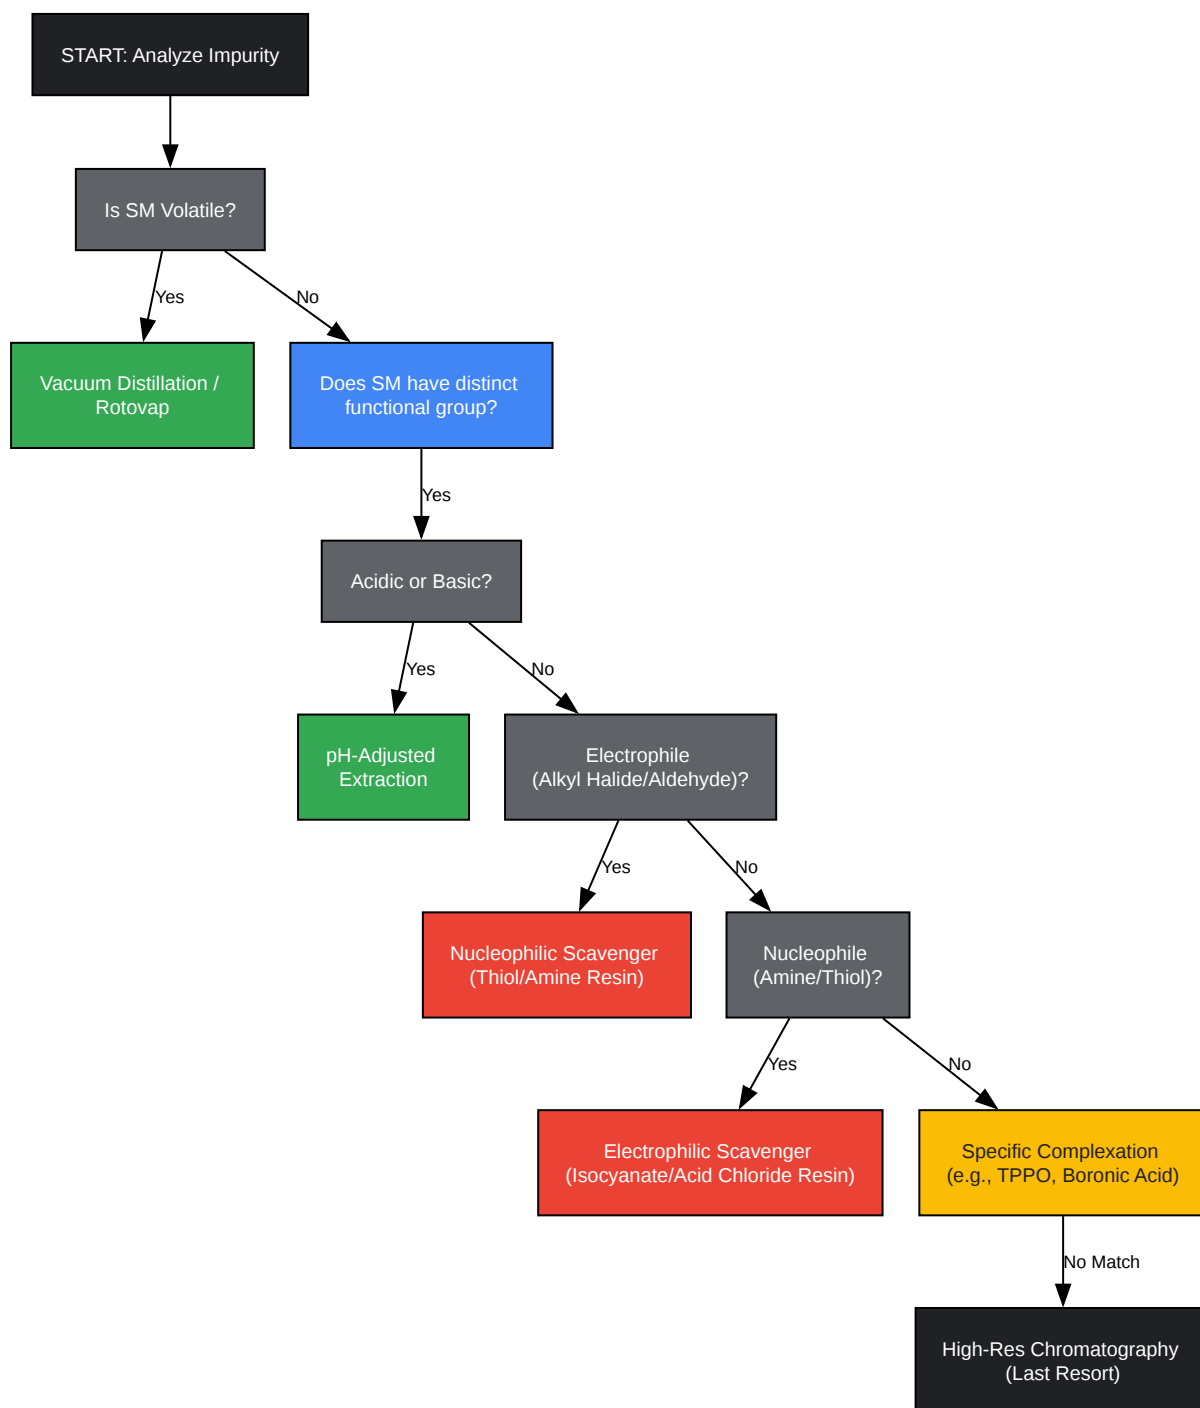 START: Analyze Impurity
Is SM Volatile?
Yes
No
Vacuum Distillation /
Rotovap
Does SM have distinct
functional group?
Yes
Acidic or Basic?
Yes
No
pH-Adjusted
Extraction
Electrophile
(Alkyl Halide/Aldehyde)?
Yes
No
Nucleophilic Scavenger
(Thiol/Amine Resin)
Nucleophile
(Amine/Thiol)?
Yes
No
Electrophilic Scavenger
(Isocyanate/Acid Chloride Resin)
Specific Complexation
(e.g., TPPO, Boronic Acid)
No Match
High-Res Chromatography
(Last Resort)